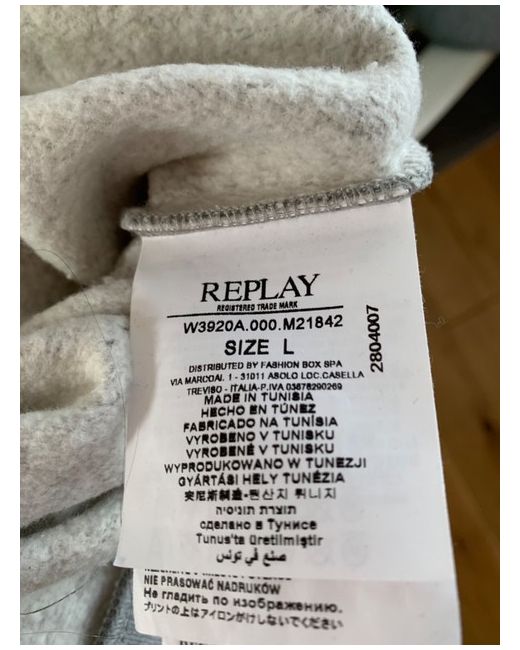 REPLAY
REGISTERED TRADE MARK
W3920A.000.M21842
SIZE L
2804007
DISTRIBUTED BY FASHION BOX SPA
VIA MARCOAI, 1 - 31011 ASOLO LOC.CASELLA
TREVISO - ITALIA-P.IVA 03678290269
MADE IN TUNISIA
HECHO EN TÚNEZ
FABRICADO NA TUNÍSIA
VYROBENO V TUNISKU
VYROBENÉ V TUNISKU
WYPRODUKOWANO W TUNEZJI
GYÁRTÁSI HELY TUNÉZIA
突尼斯制造-원산지 튀니지
תוצרת תוניסיה
сделано в Тунисе
Tunus'ta üretilmiştir
صنع في تونس
NIE PRASOWAĆ NADRUKÓW
Не гладить по изображению.
プリントの上はアイロンがけしないでください